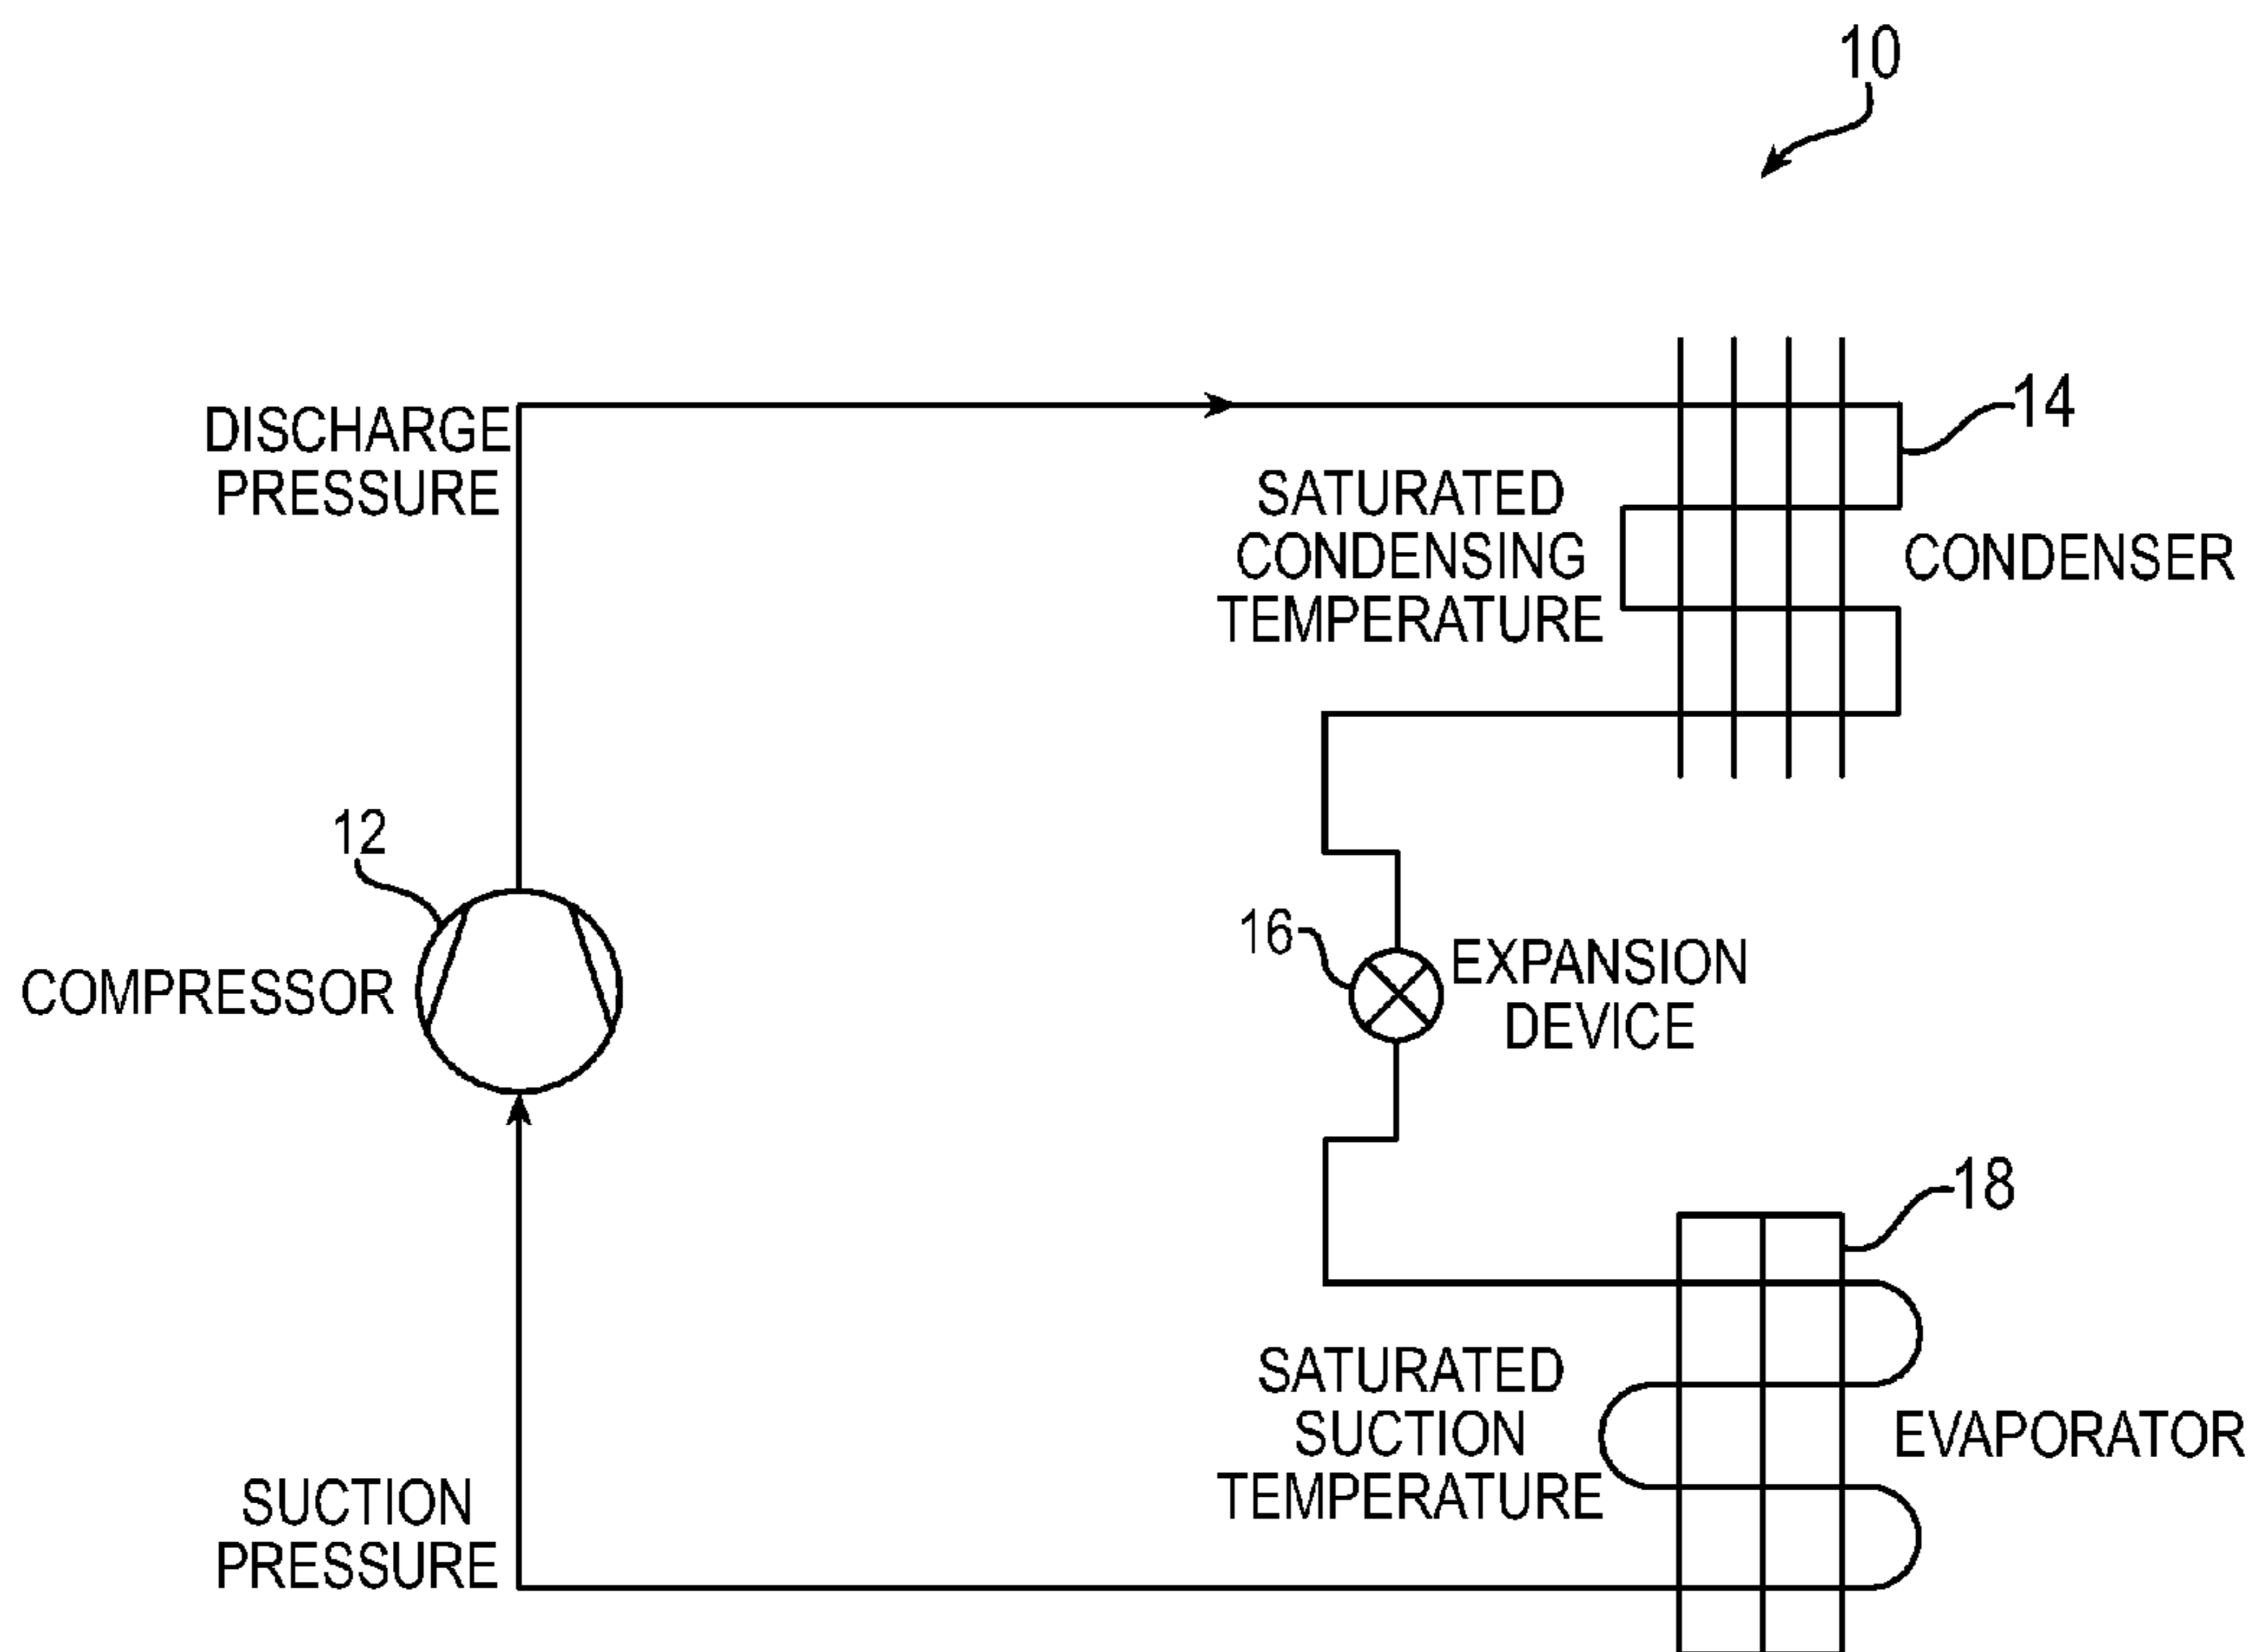 10
DISCHARGE
PRESSURE
14
SATURATED
CONDENSING
TEMPERATURE
CONDENSER
12
COMPRESSOR
16
EXPANSION
DEVICE
18
SATURATED
SUCTION
TEMPERATURE
EVAPORATOR
SUCTION
PRESSURE